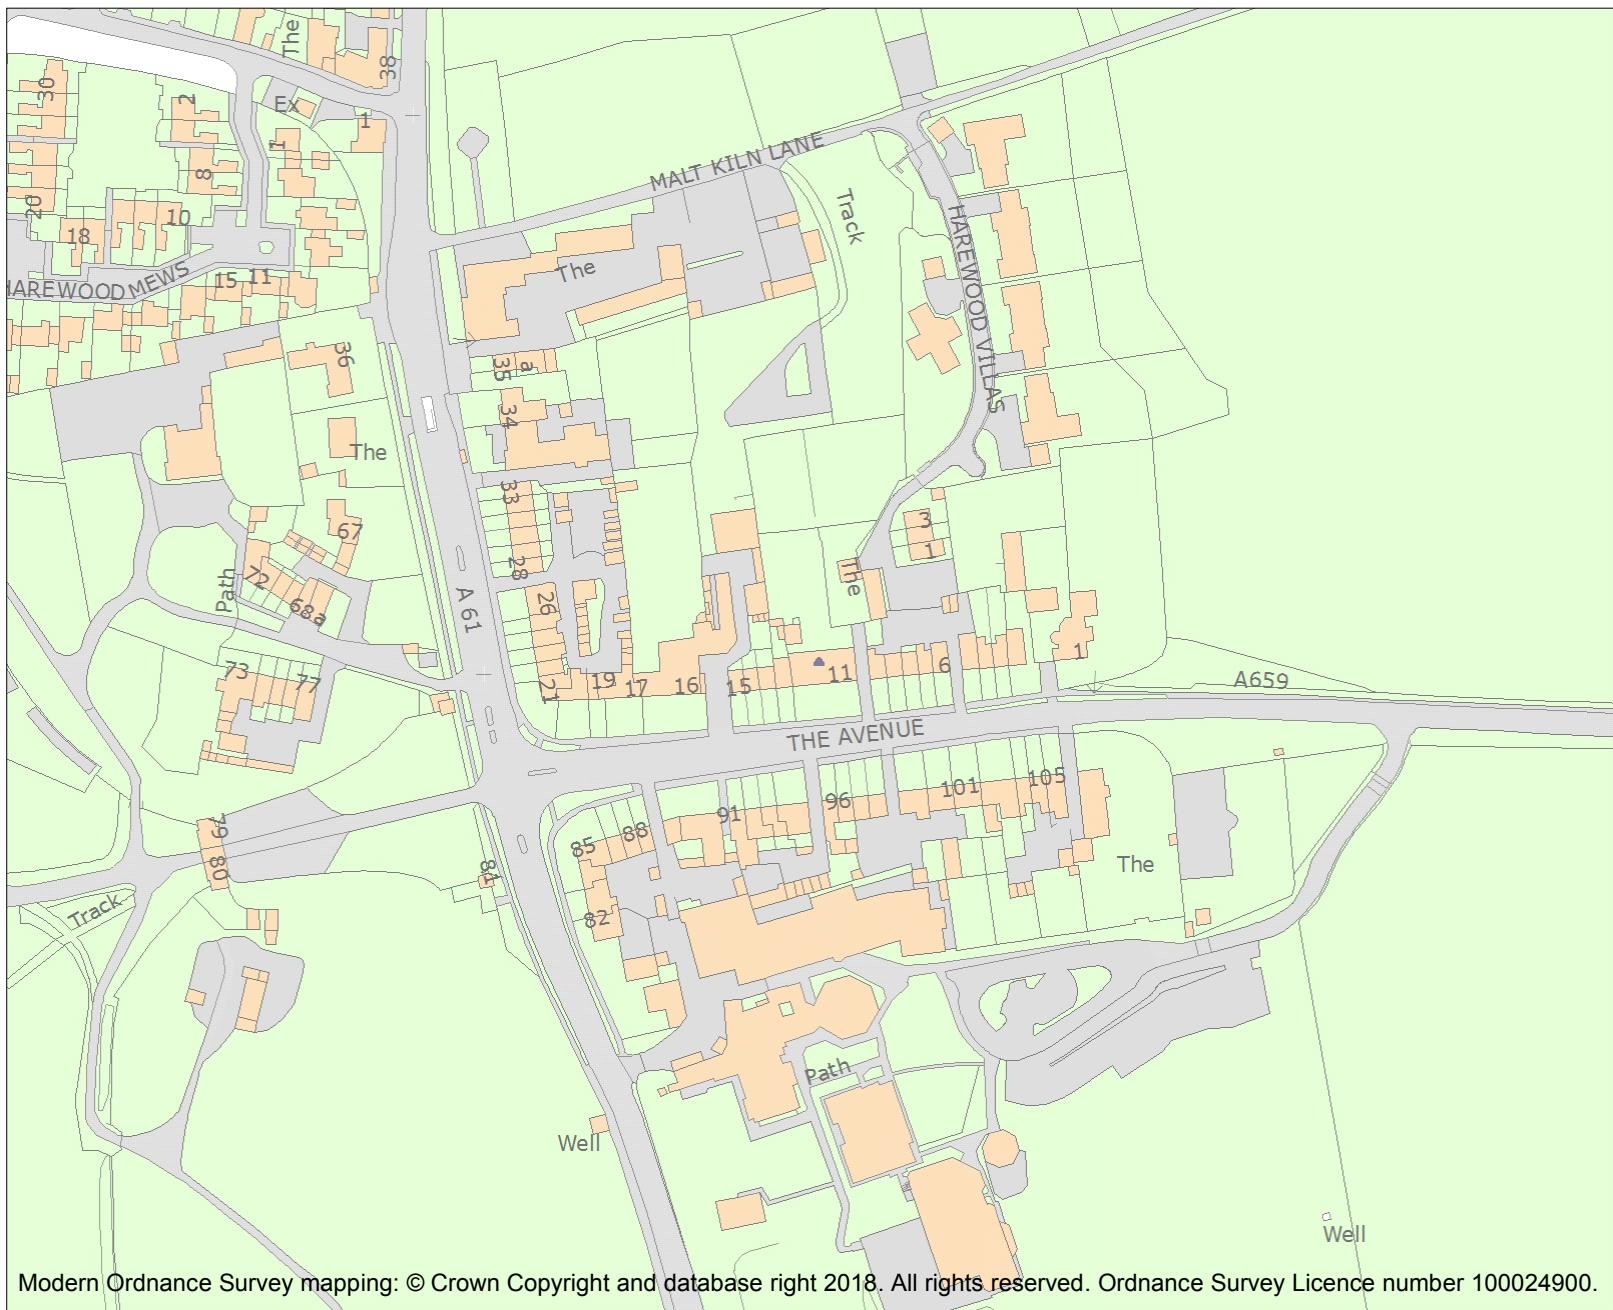 The
38
30
2
Ex
1
1
MALT KILN LANE
8
Track
20
10
18
HAREWOOD VILLAS
The
15
11
HAREWOOD MEWS
36
35
a
34
The
33
3
67
1
28
72
Path
The
26
68a
A 61
1
73
77
6
11
19
17
16
15
21
A659
THE AVENUE
105
101
96
91
88
85
79
The
80
81
82
Track
Path
Well
Well
Modern Ordnance Survey mapping: © Crown Copyright and database right 2018. All rights reserved. Ordnance Survey Licence number 100024900.